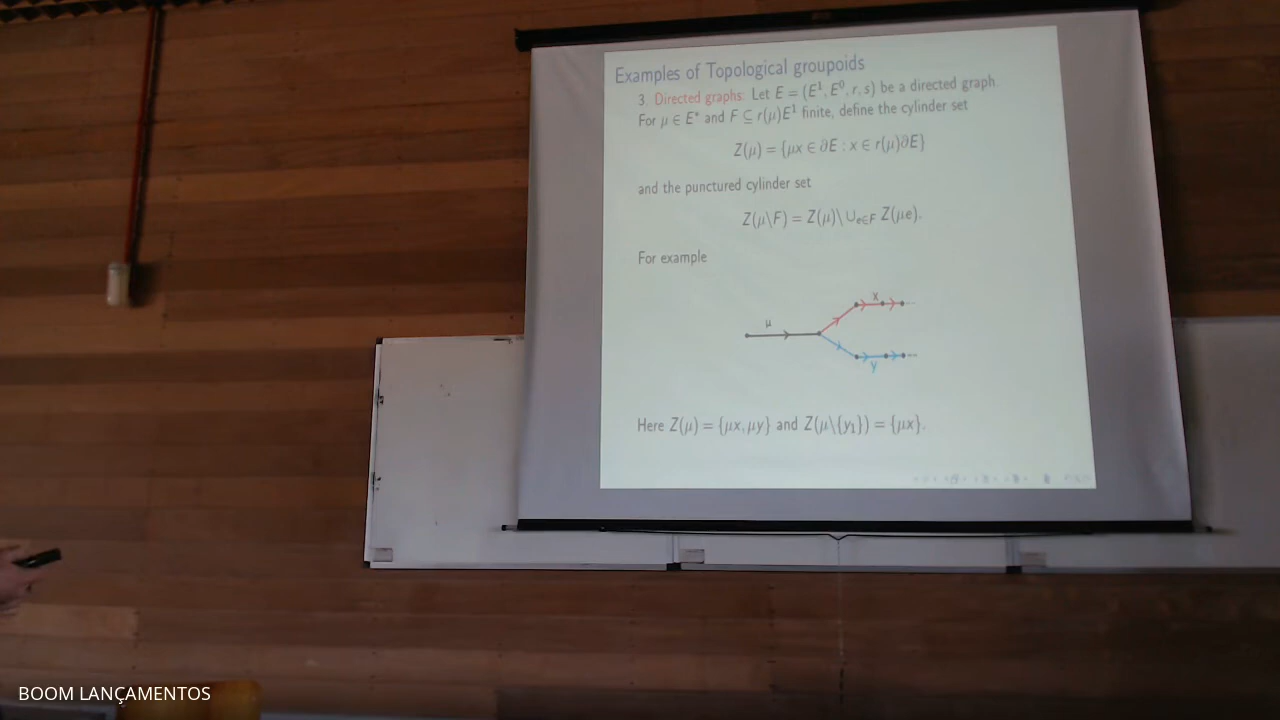 Examples of Topological groupoids
3. Directed graphs: Let E = (E¹, E⁰, r, s) be a directed graph.
For μ ∈ E* and F ⊆ r(μ)E¹ finite, define the cylinder set
Z(μ) = {μx ∈ ∂E : x ∈ r(μ)∂E}
and the punctured cylinder set
Z(μ\F) = Z(μ)\ ∪e∈F Z(μe).
For example
x
μ
y
Here Z(μ) = {μx, μy} and Z(μ\{y₁}) = {μx}.
BOOM LANÇAMENTOS